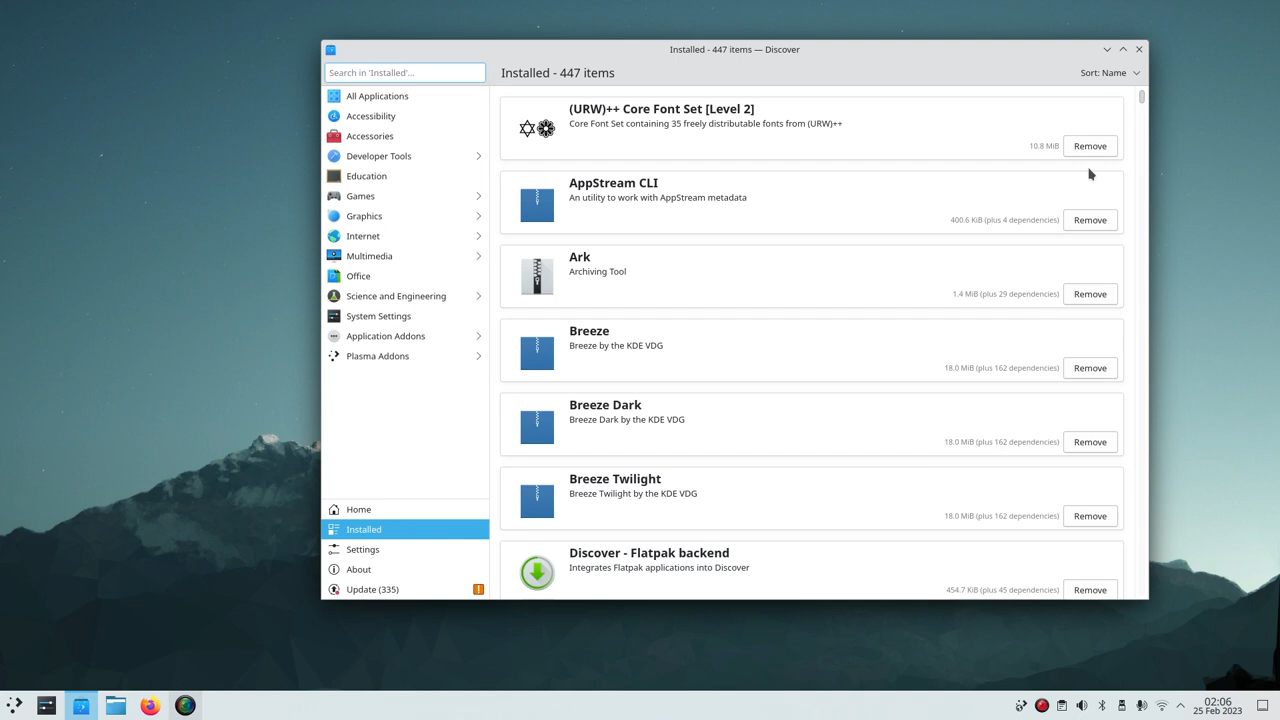 Installed - 447 items — Discover
Search in 'Installed'...
Installed - 447 items
Sort: Name
All Applications
Accessibility
Accessories
Developer Tools
Education
Games
Graphics
Internet
Multimedia
Office
Science and Engineering
System Settings
Application Addons
Plasma Addons
Home
Installed
Settings
About
Update (335)
(URW)++ Core Font Set [Level 2]
Core Font Set containing 35 freely distributable fonts from (URW)++
10.8 MiB
Remove
AppStream CLI
An utility to work with AppStream metadata
400.6 KiB (plus 4 dependencies)
Remove
Ark
Archiving Tool
1.4 MiB (plus 29 dependencies)
Remove
Breeze
Breeze by the KDE VDG
18.0 MiB (plus 162 dependencies)
Remove
Breeze Dark
Breeze Dark by the KDE VDG
18.0 MiB (plus 162 dependencies)
Remove
Breeze Twilight
Breeze Twilight by the KDE VDG
18.0 MiB (plus 162 dependencies)
Remove
Discover - Flatpak backend
Integrates Flatpak applications into Discover
454.7 KiB (plus 45 dependencies)
Remove
02:06
25 Feb 2023